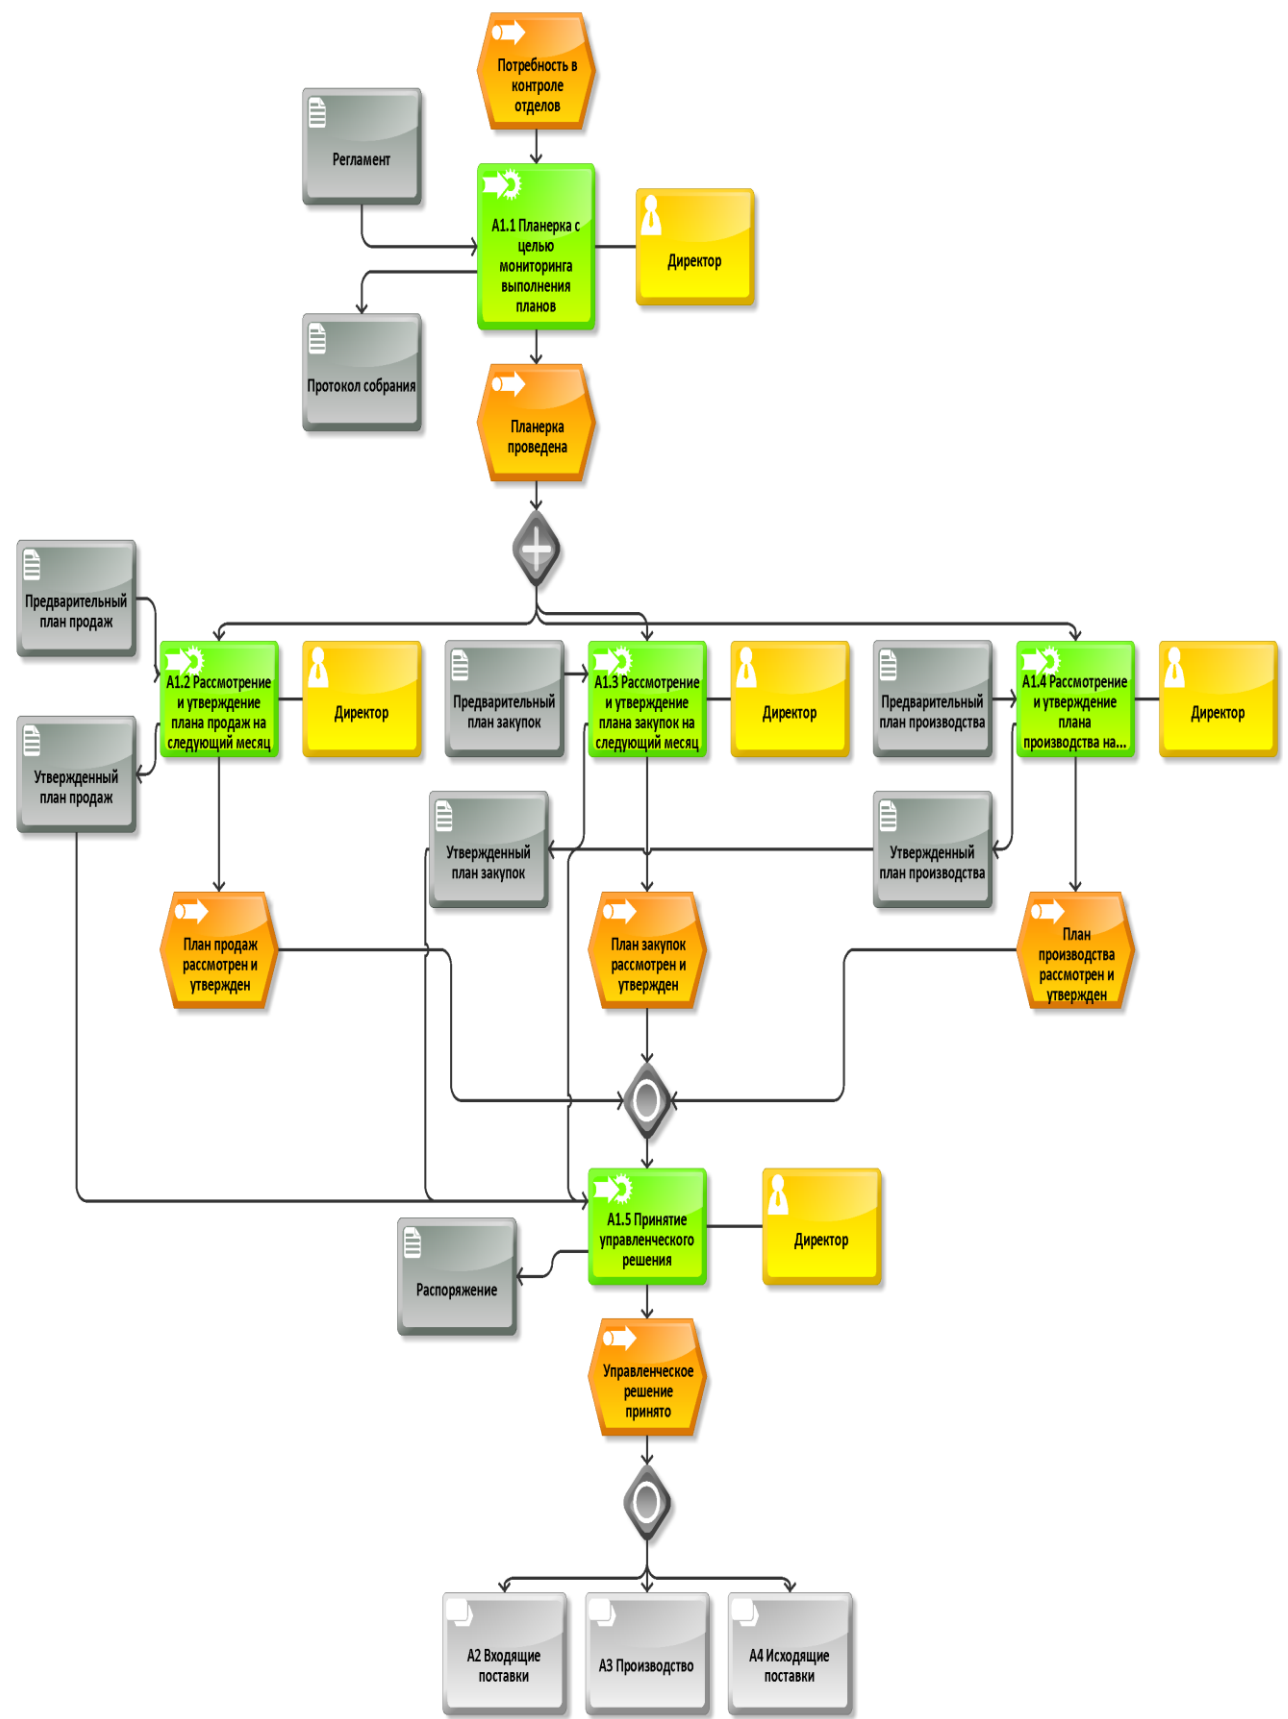 Потребность в
контроле
отделов
Регламент
А1.1 Планерка с
целью
мониторинга
выполнения
планов
Директор
Протокол собрания
Планерка
проведена
Предварительный
план продаж
А1.2 Рассмотрение
и утверждение
плана продаж на
следующий месяц
Директор
Предварительный
план закупок
А1.3 Рассмотрение
и утверждение
плана закупок на
следующий месяц
Директор
Предварительный
план производства
А1.4 Рассмотрение
и утверждение
плана
производства на...
Директор
Утвержденный
план продаж
Утвержденный
план закупок
Утвержденный
план производства
План продаж
рассмотрен и
утвержден
План закупок
рассмотрен и
утвержден
План
производства
рассмотрен и
утвержден
А1.5 Принятие
управленческого
решения
Директор
Распоряжение
Управленческое
решение
принято
А2 Входящие
поставки
А3 Производство
А4 Исходящие
поставки